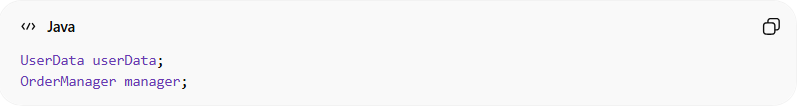 </> Java
UserData userData;
OrderManager manager;